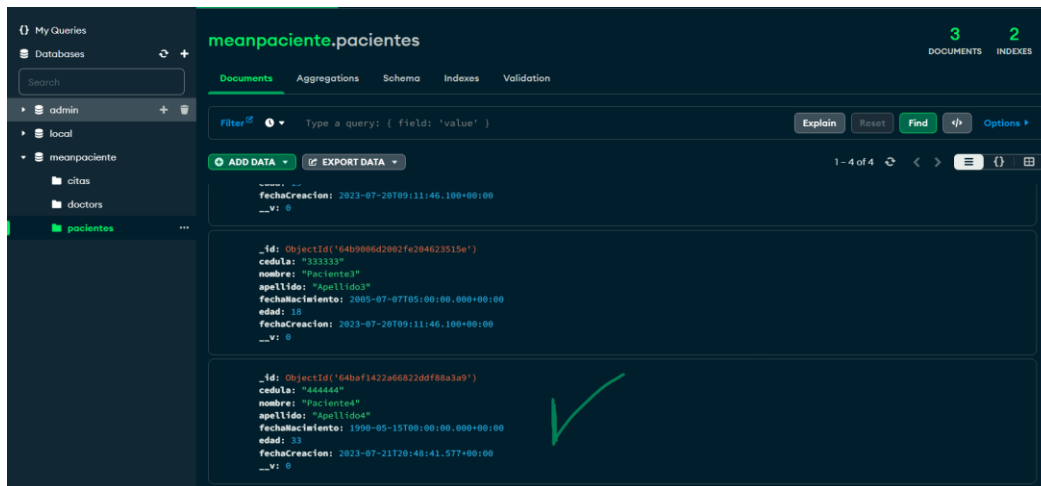 My Queries
Databases
Search
admin
local
meanpaciente
citas
doctors
pacientes
meanpaciente.pacientes
3
DOCUMENTS
2
INDEXES
Documents Aggregations Schema Indexes Validation
Filter Type a query: { field: 'value' } Explain Reset Find </> Options
ADD DATA EXPORT DATA 1 – 4 of 4 {}
fechaCreacion: 2023-07-20T09:11:46.100+00:00
__v: 0
_id: ObjectId('64b9006d2002fe204623515e')
cedula: "333333"
nombre: "Paciente3"
apellido: "Apellido3"
fechaNacimiento: 2005-07-07T05:00:00.000+00:00
edad: 18
fechaCreacion: 2023-07-20T09:11:46.100+00:00
__v: 0
_id: ObjectId('64baf1422a66822ddf88a3a9')
cedula: "444444"
nombre: "Paciente4"
apellido: "Apellido4"
fechaNacimiento: 1990-05-15T00:00:00.000+00:00
edad: 33
fechaCreacion: 2023-07-21T20:48:41.577+00:00
__v: 0